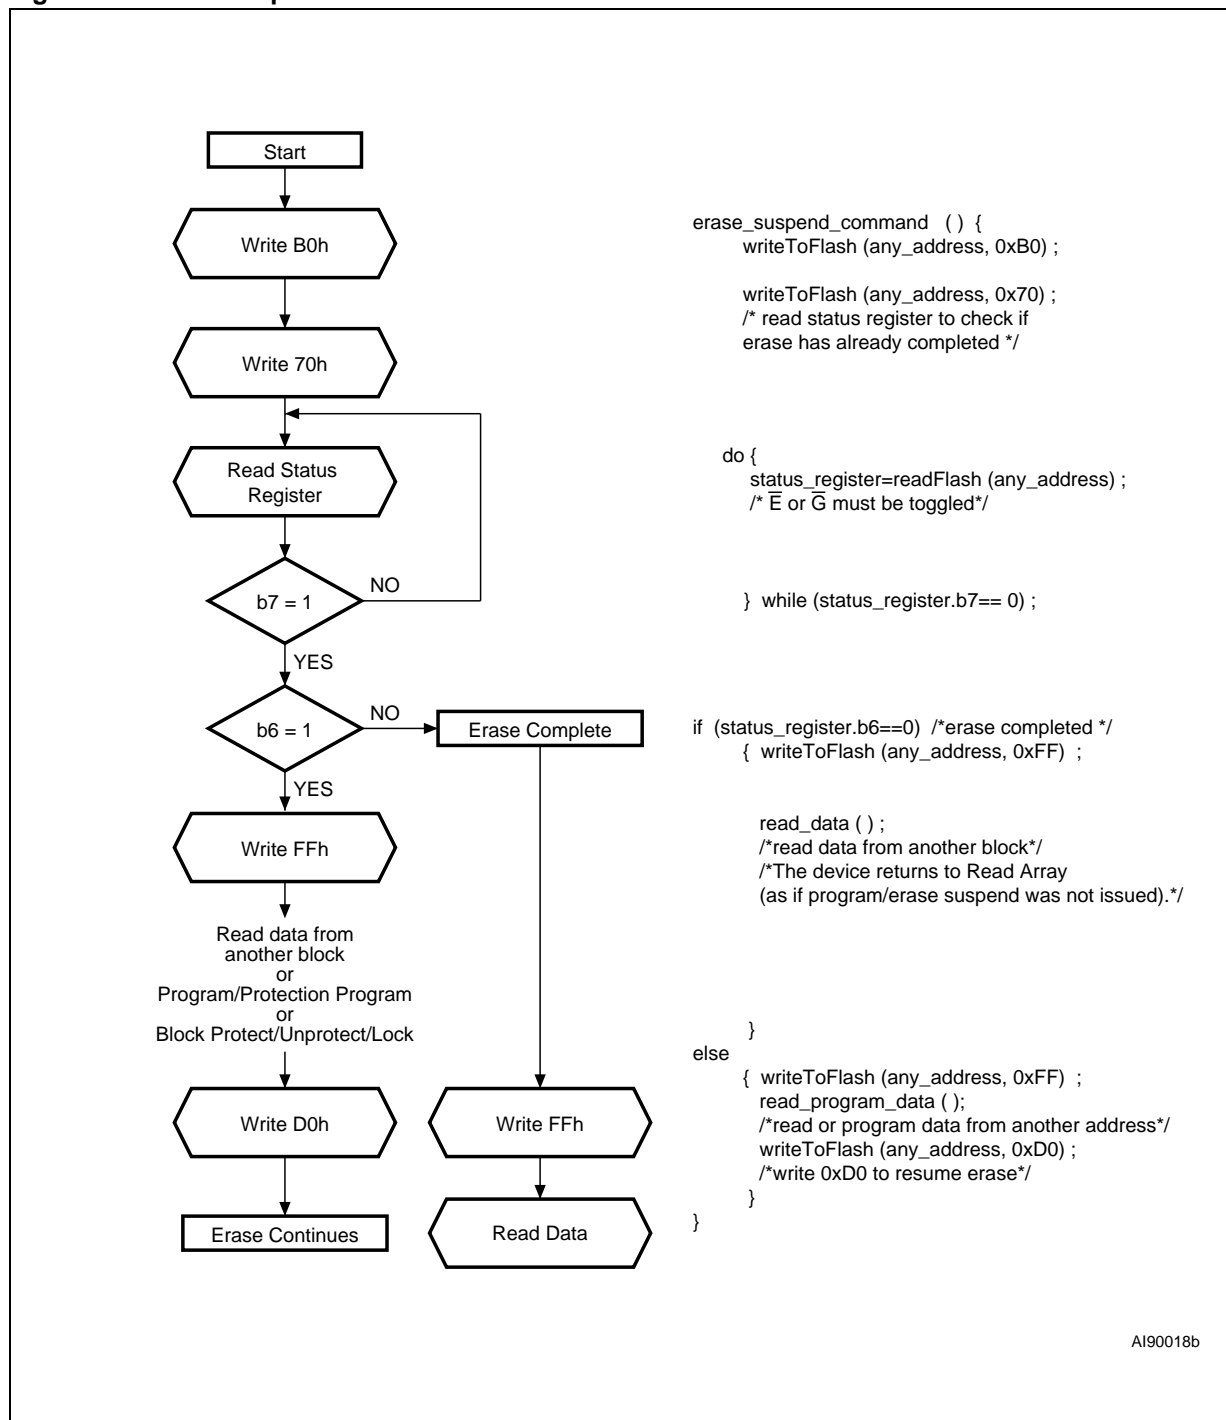 Start
Write B0h
Write 70h
Read Status
Register
b7 = 1
NO
YES
b6 = 1
NO
Erase Complete
YES
Write FFh
Read data from
another block
or
Program/Protection Program
or
Block Protect/Unprotect/Lock
Write D0h
Erase Continues
Write FFh
Read Data
erase_suspend_command ( ) {
writeToFlash (any_address, 0xB0) ;
writeToFlash (any_address, 0x70) ;
/* read status register to check if
erase has already completed */
do {
status_register=readFlash (any_address) ;
/* E̅ or G̅ must be toggled*/
} while (status_register.b7== 0) ;
if (status_register.b6==0) /*erase completed */
{ writeToFlash (any_address, 0xFF) ;
read_data ( ) ;
/*read data from another block*/
/*The device returns to Read Array
(as if program/erase suspend was not issued).*/
}
else
{ writeToFlash (any_address, 0xFF) ;
read_program_data ( );
/*read or program data from another address*/
writeToFlash (any_address, 0xD0) ;
/*write 0xD0 to resume erase*/
}
}
AI90018b